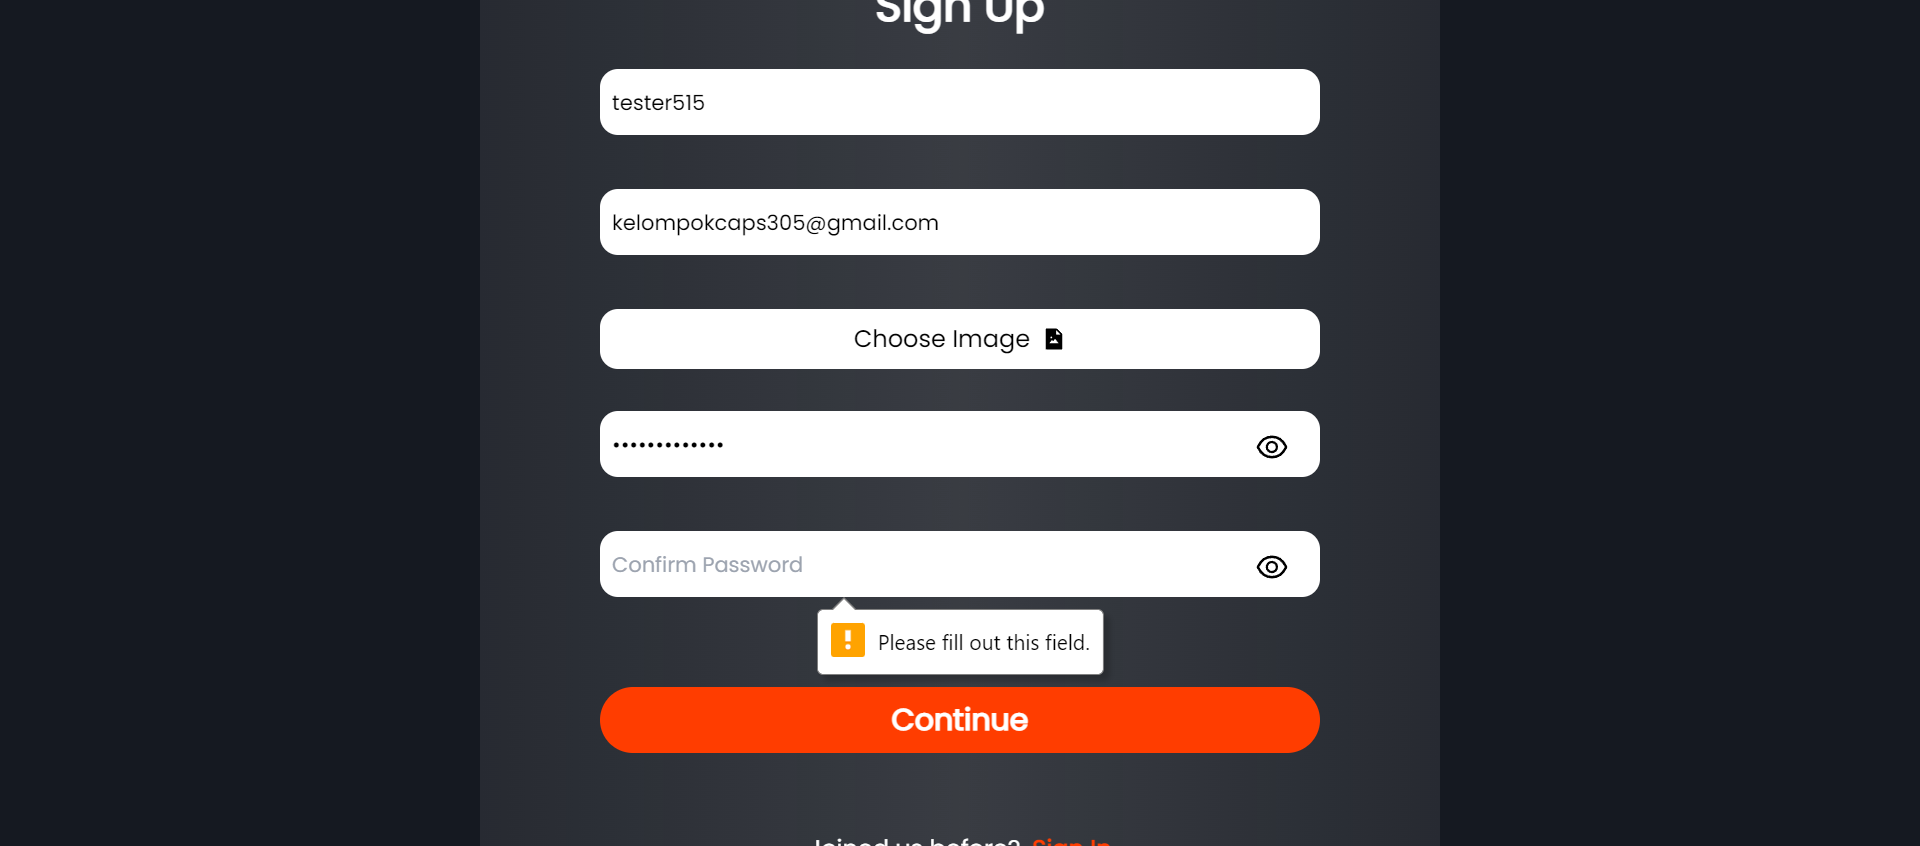 Sign Up
tester515
kelompokcaps305@gmail.com
Choose Image
•••••••••••••
Confirm Password
Please fill out this field.
Continue
Joined us before? Sign In